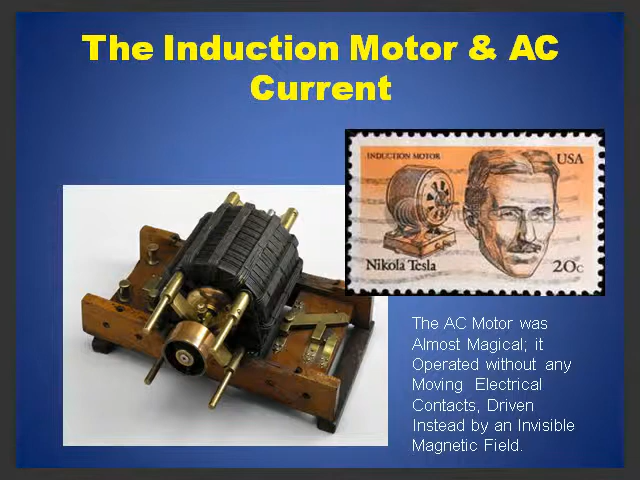 The Induction Motor & AC
Current
INDUCTION MOTOR
USA
Nikola Tesla
20c
The AC Motor was
Almost Magical; it
Operated without any
Moving Electrical
Contacts, Driven
Instead by an Invisible
Magnetic Field.